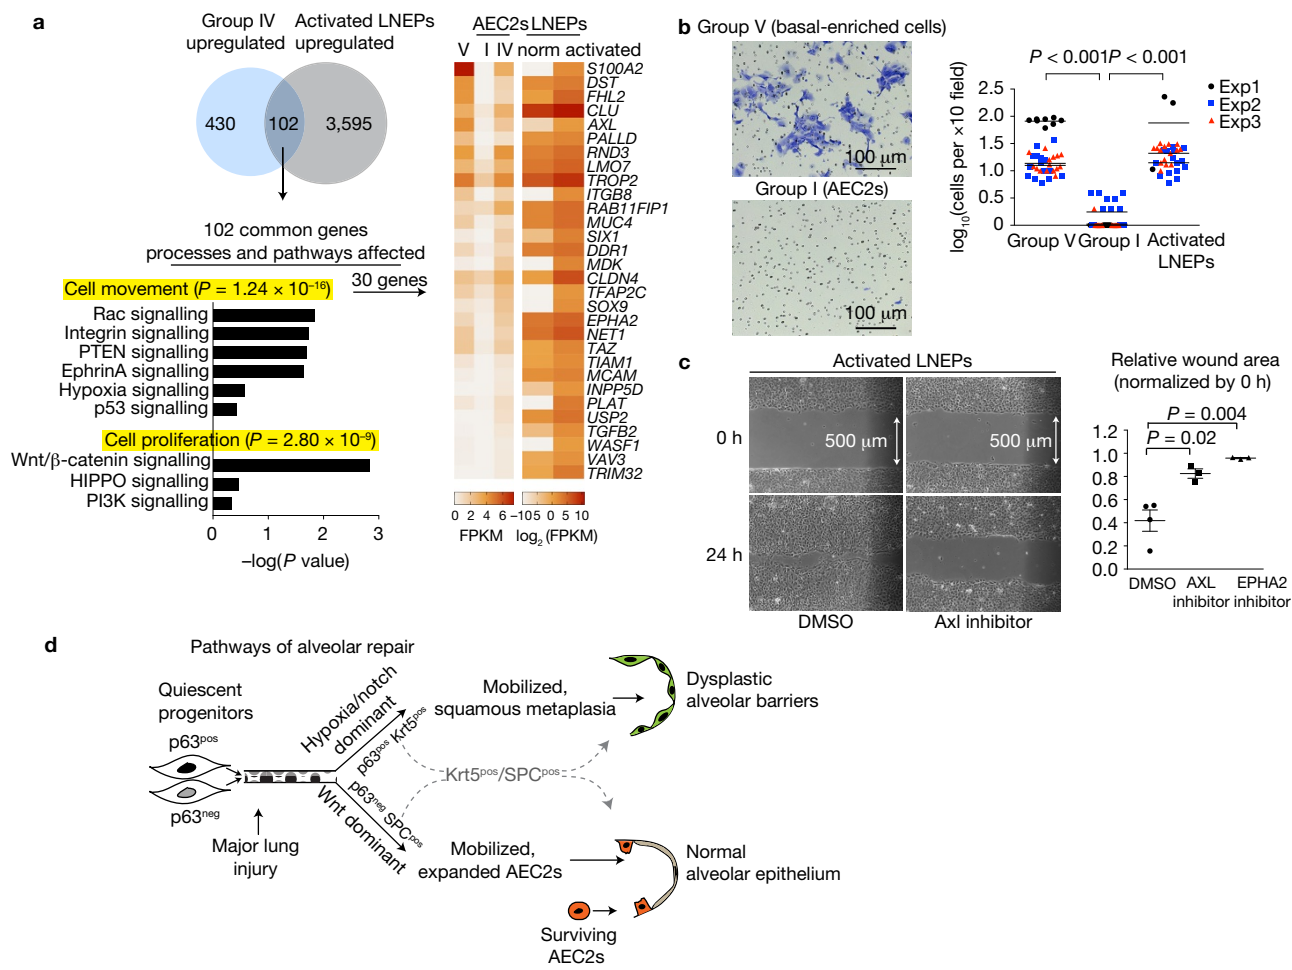 a
Group IV
upregulated
Activated LNEPs
upregulated
430
102
3,595
102 common genes
processes and pathways affected
30 genes
Cell movement (P = 1.24 × 10⁻¹⁶)
Rac signalling
Integrin signalling
PTEN signalling
EphrinA signalling
Hypoxia signalling
p53 signalling
Cell proliferation (P = 2.80 × 10⁻⁹)
Wnt/β-catenin signalling
HIPPO signalling
PI3K signalling
0 1 2 3
–log(P value)
AEC2s LNEPs
V I IV norm activated
S100A2
DST
FHL2
CLU
AXL
PALLD
RND3
LMO7
TROP2
ITGB8
RAB11FIP1
MUC4
SIX1
DDR1
MDK
CLDN4
TFAP2C
SOX9
EPHA2
NET1
TAZ
TIAM1
MCAM
INPP5D
PLAT
USP2
TGFB2
WASF1
VAV3
TRIM32
0 2 4 6
FPKM
–10 5 0 5 10
log₂ (FPKM)
b
Group V (basal-enriched cells)
100 μm
Group I (AEC2s)
100 μm
P < 0.001 P < 0.001
Exp1
Exp2
Exp3
log₁₀(cells per ×10 field)
2.5
2.0
1.5
1.0
0.5
0
Group V Group I Activated
LNEPs
c
Activated LNEPs
0 h
500 μm
500 μm
24 h
DMSO
Axl inhibitor
Relative wound area
(normalized by 0 h)
P = 0.004
P = 0.02
1.2
1.0
0.8
0.6
0.4
0.2
0.0
DMSO
AXL
inhibitor
EPHA2
inhibitor
d
Pathways of alveolar repair
Quiescent
progenitors
p63ᵖᵒˢ
p63ⁿᵉᵍ
Major lung
injury
Hypoxia/notch
dominant
p63ᵖᵒˢ Krt5ᵖᵒˢ
p63ⁿᵉᵍ SPCᵖᵒˢ
Wnt dominant
Mobilized,
squamous metaplasia
Dysplastic
alveolar barriers
Krt5ᵖᵒˢ/SPCᵖᵒˢ
Mobilized,
expanded AEC2s
Normal
alveolar epithelium
Surviving
AEC2s